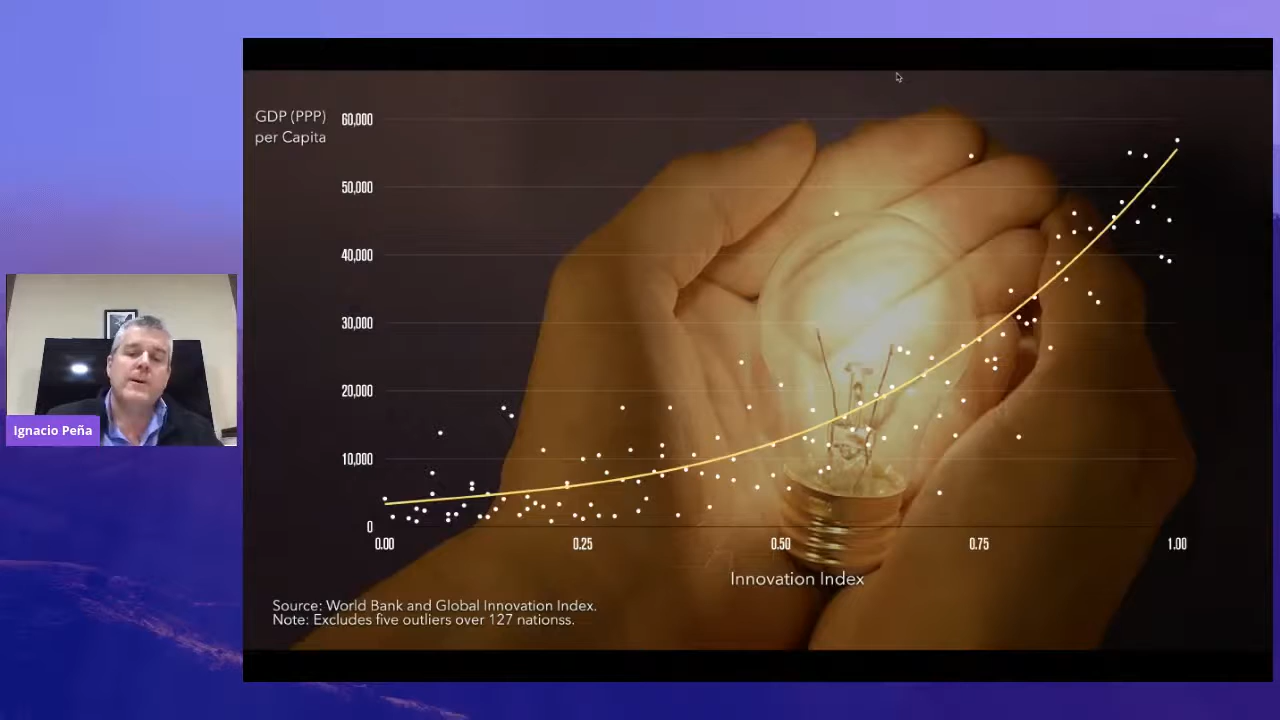 GDP (PPP)
per Capita
60,000
50,000
40,000
30,000
20,000
10,000
0
0.00
0.25
0.50
0.75
1.00
Innovation Index
Source: World Bank and Global Innovation Index.
Note: Excludes five outliers over 127 nationss.
Ignacio Peña